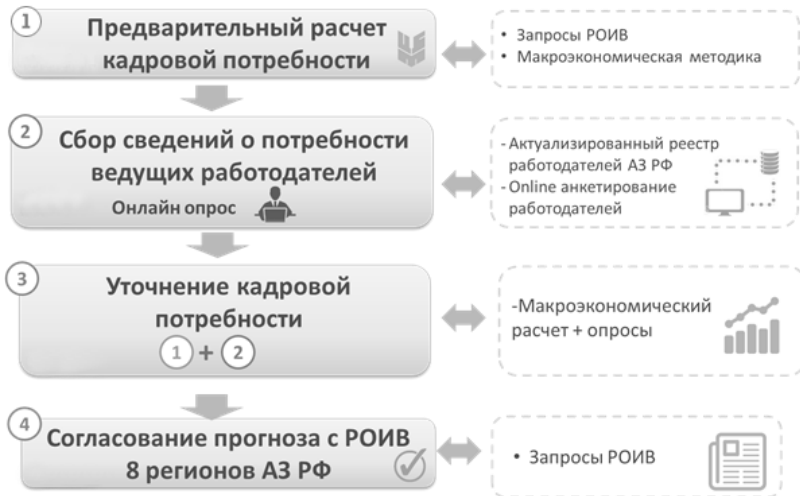 1
Предварительный расчет
кадровой потребности
• Запросы РОИВ
• Макроэкономическая методика
2
Сбор сведений о потребности
ведущих работодателей
Онлайн опрос
- Актуализированный реестр
работодателей АЗ РФ
- Online анкетирование
работодателей
3
Уточнение кадровой
потребности
1 + 2
-Макроэкономический
расчет + опросы
4
Согласование прогноза с РОИВ
8 регионов АЗ РФ
• Запросы РОИВ